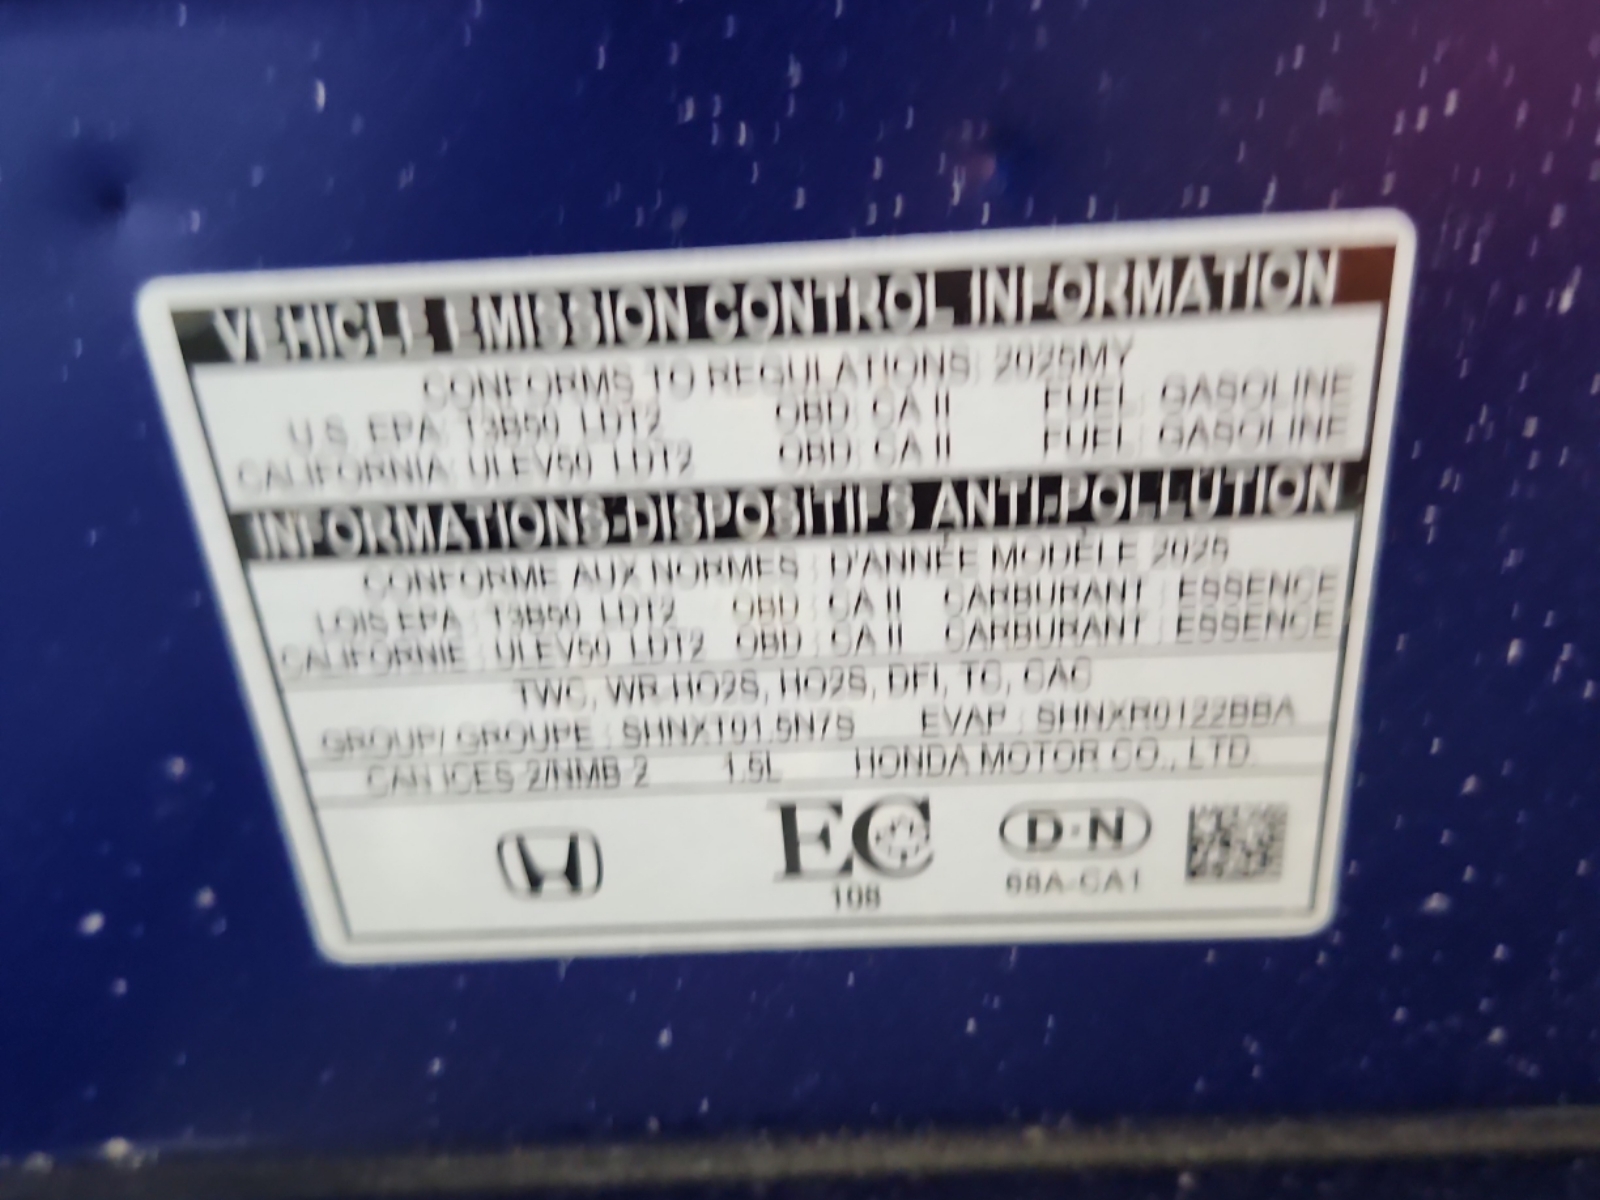 VEHICLE EMISSION CONTROL INFORMATION
CONFORMS TO REGULATIONS: 2025MY
U.S. EPA: T3B50 LDT2 OBD: CA II FUEL: GASOLINE
CALIFORNIA: ULEV50 LDT2 OBD: CA II FUEL: GASOLINE
INFORMATIONS-DISPOSITIFS ANTI-POLLUTION
CONFORME AUX NORMES : D'ANNÉE MODÈLE 2025
LOIS EPA : T3B50 LDT2 OBD : CA II CARBURANT : ESSENCE
CALIFORNIE : ULEV50 LDT2 OBD : CA II CARBURANT : ESSENCE
TWC, WR-HO2S, HO2S, DFI, TC, CAC
GROUP/ GROUPE : SHNXT01.5N7S EVAP : SHNXR0122BBA
CAN ICES-2/NMB-2 1.5L HONDA MOTOR CO., LTD.
EC D-N
108